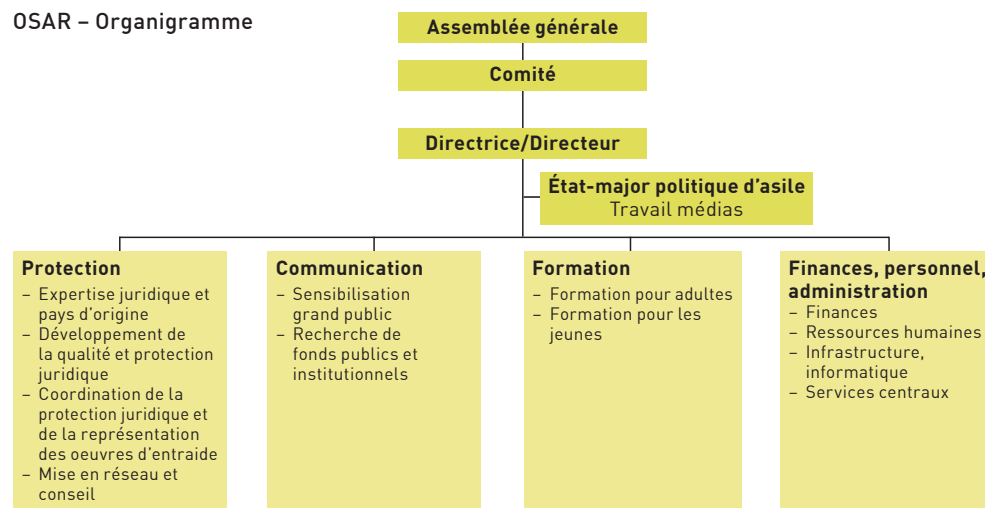 OSAR – Organigramme
Assemblée générale
Comité
Directrice/Directeur
État-major politique d'asile
Travail médias
Protection
– Expertise juridique et
pays d'origine
– Développement de
la qualité et protection
juridique
– Coordination de la
protection juridique et
de la représentation
des oeuvres d'entraide
– Mise en réseau et
conseil
Communication
– Sensibilisation
grand public
– Recherche de
fonds publics et
institutionnels
Formation
– Formation pour adultes
– Formation pour les
jeunes
Finances, personnel,
administration
– Finances
– Ressources humaines
– Infrastructure,
informatique
– Services centraux